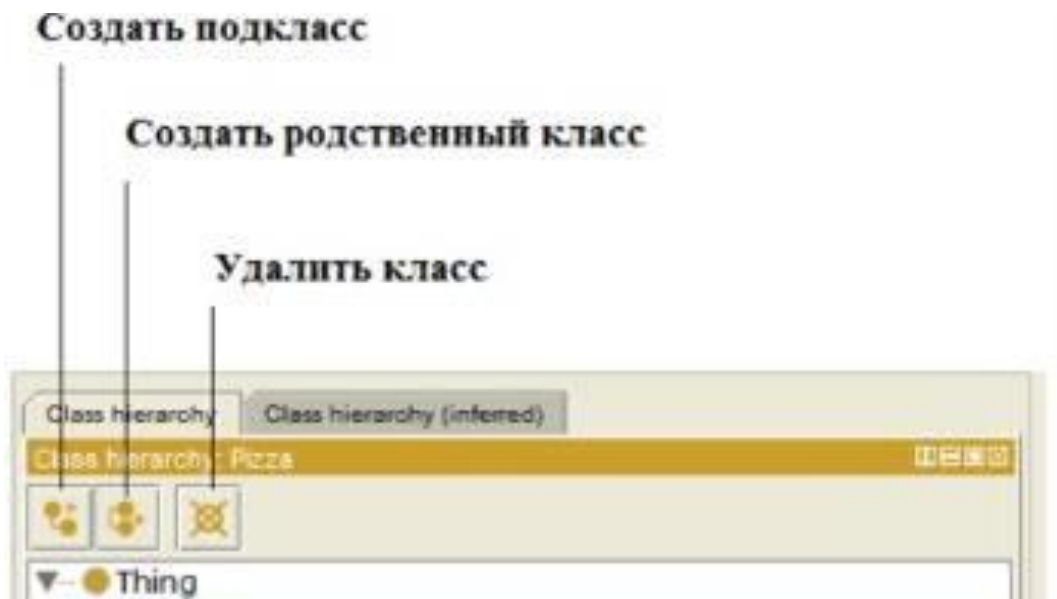 Создать подкласс
Создать родственный класс
Удалить класс
Class hierarchy Class hierarchy (inferred)
Class hierarchy: Pizza
Thing